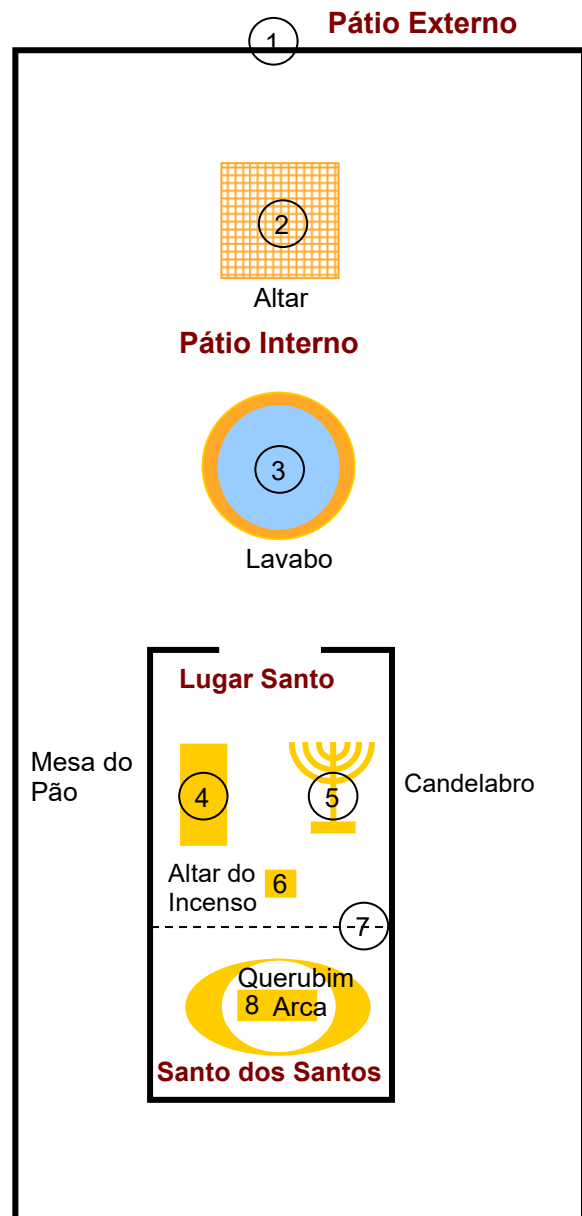 Pátio Externo
1
2
Altar
Pátio Interno
3
Lavabo
Lugar Santo
Mesa do
Pão
4
5
Candelabro
Altar do
Incenso
6
7
Querubim
8 Arca
Santo dos Santos